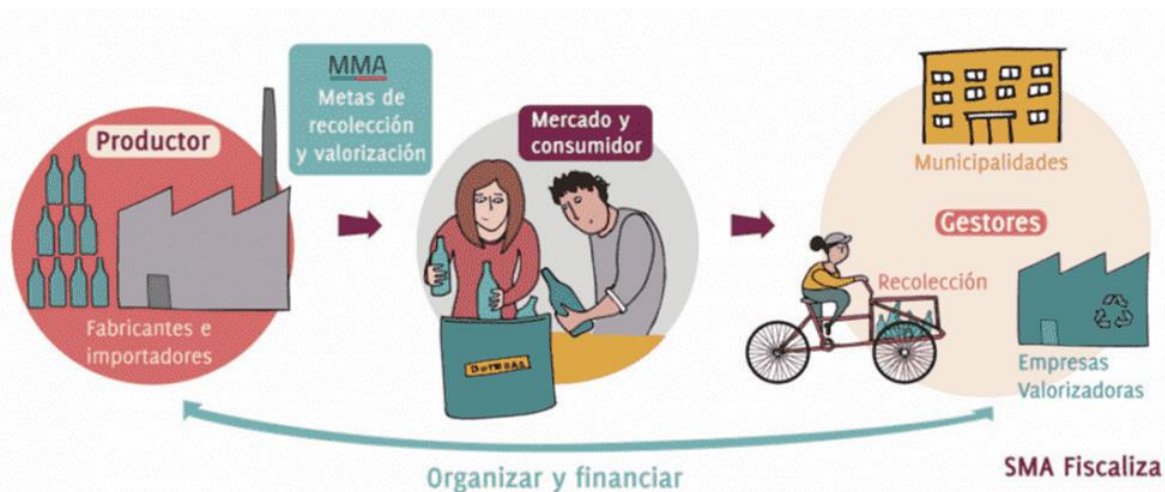 Productor
Fabricantes e
importadores
MMA
Metas de
recolección
y valorización
Mercado y
consumidor
BOTELLAS
Municipalidades
Gestores
Recolección
Empresas
Valorizadoras
Organizar y financiar
SMA Fiscaliza